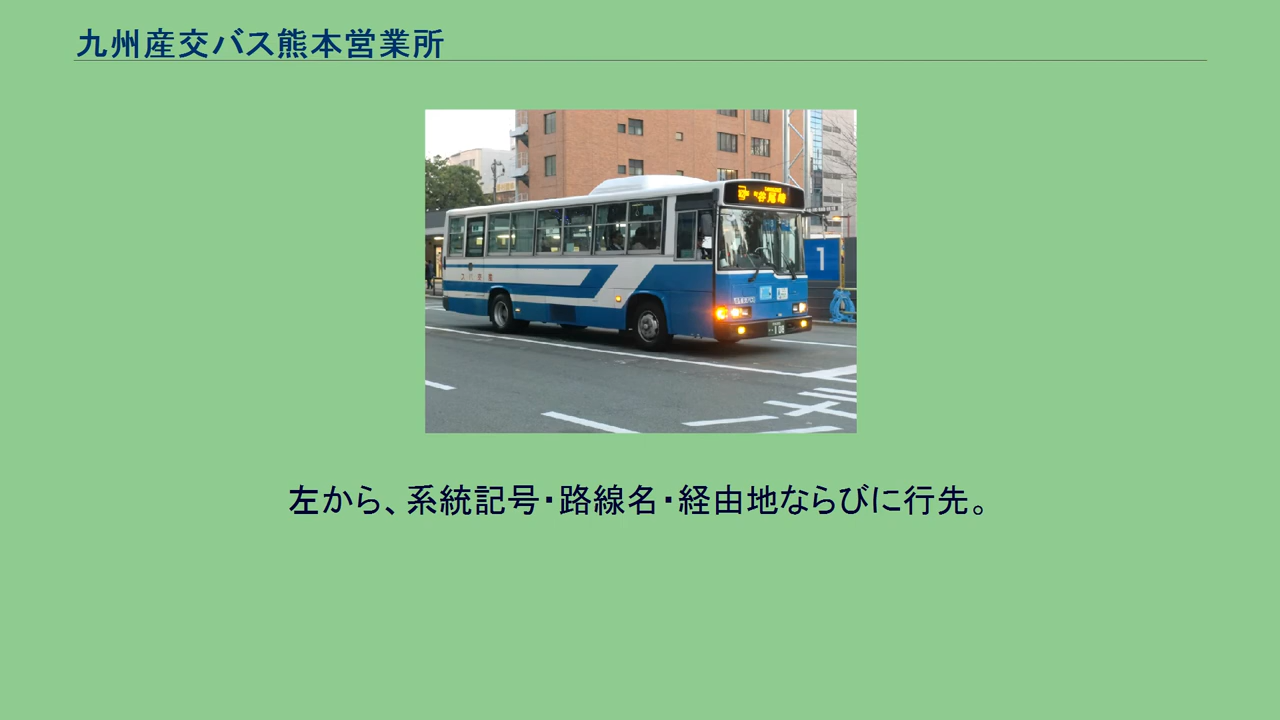 九州産交バス熊本営業所
1
左から、系統記号・路線名・経由地ならびに行先。